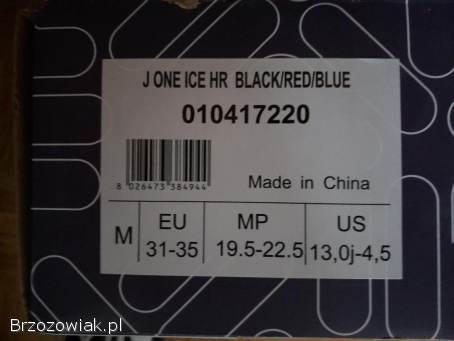 J ONE ICE HR BLACK/RED/BLUE
010417220
8 026473 384944
Made in China
M EU MP US
31-35 19.5-22.5 13,0j-4,5
Brzozowiak.pl